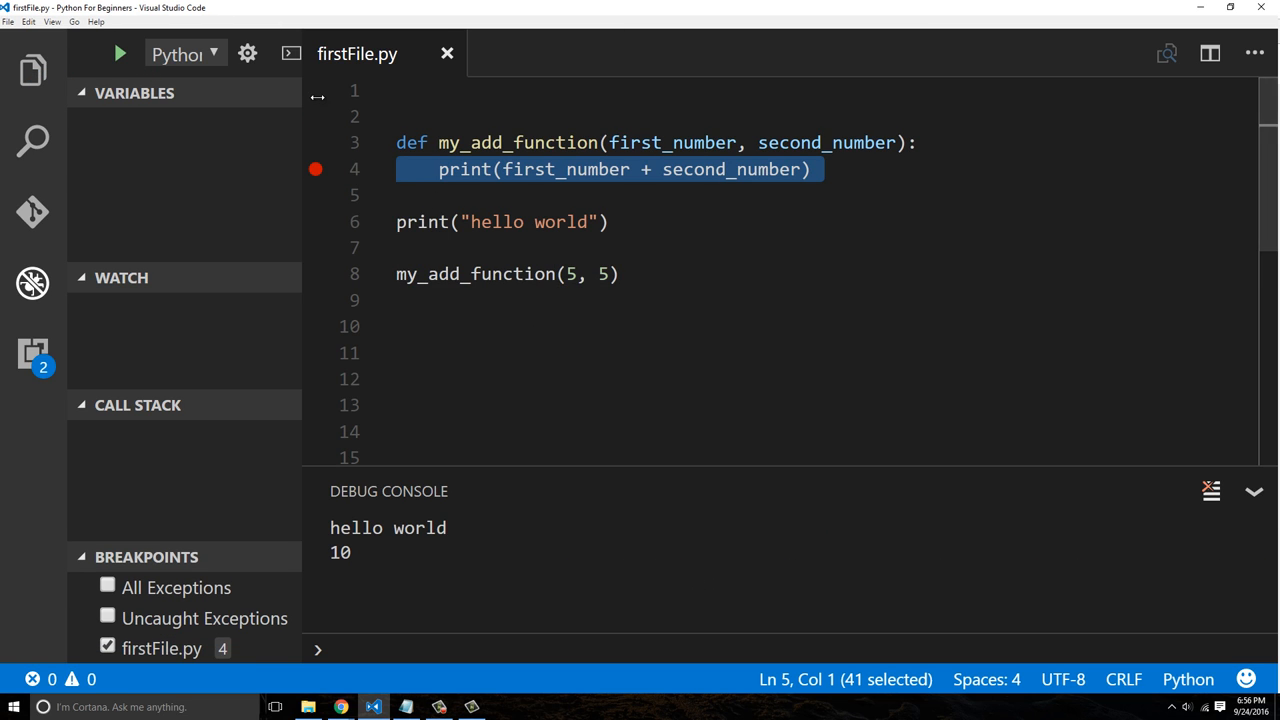 firstFile.py - Python For Beginners - Visual Studio Code
File Edit View Go Help
Python
firstFile.py
VARIABLES
WATCH
CALL STACK
BREAKPOINTS
All Exceptions
Uncaught Exceptions
firstFile.py 4
2
1
2
3 def my_add_function(first_number, second_number):
4 print(first_number + second_number)
5
6 print("hello world")
7
8 my_add_function(5, 5)
9
10
11
12
13
14
15
DEBUG CONSOLE
hello world
10
0 0 Ln 5, Col 1 (41 selected) Spaces: 4 UTF-8 CRLF Python
I'm Cortana. Ask me anything.
6:56 PM
9/24/2016